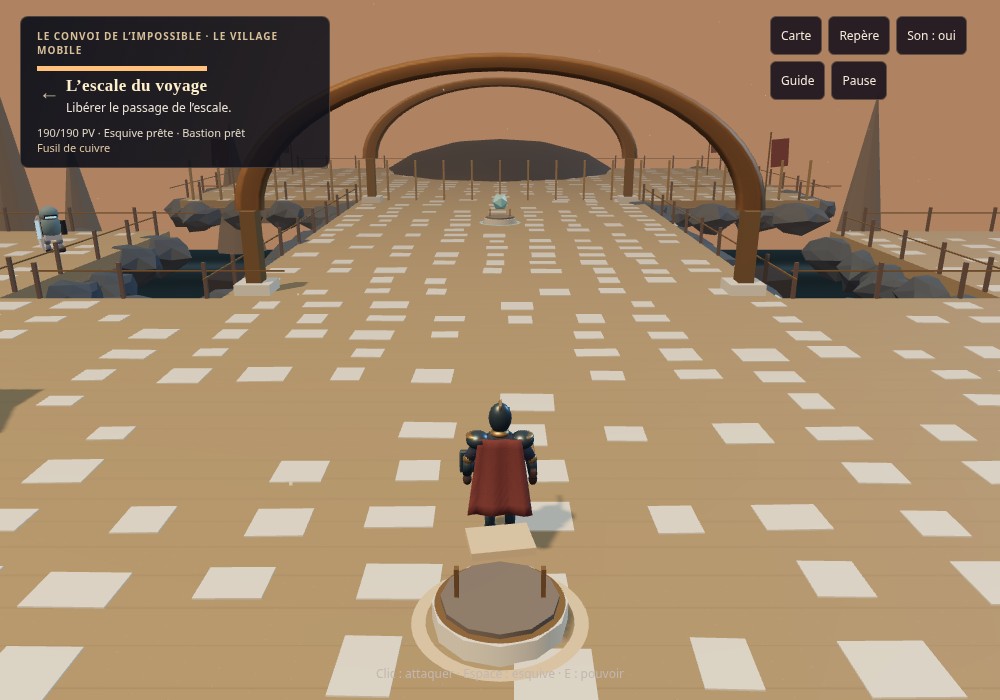 LE CONVOI DE L’IMPOSSIBLE · LE VILLAGE
MOBILE
← L’escale du voyage
Libérer le passage de l’escale.
190/190 PV · Esquive prête · Bastion prêt
Fusil de cuivre
Carte
Repère
Son : oui
Guide
Pause
Clic : attaquer · Espace : esquive · E : pouvoir